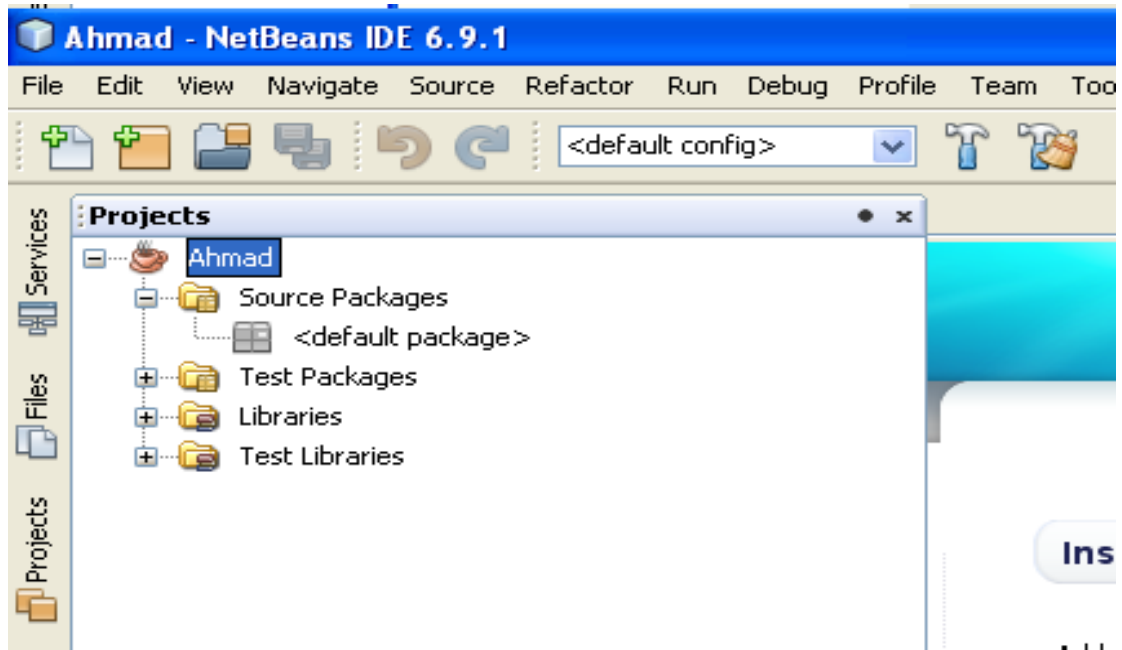 Ahmad - NetBeans IDE 6.9.1
File Edit View Navigate Source Refactor Run Debug Profile Team Too
<default config>
Services
Files
Projects
Projects
Ahmad
Source Packages
<default package>
Test Packages
Libraries
Test Libraries
Ins